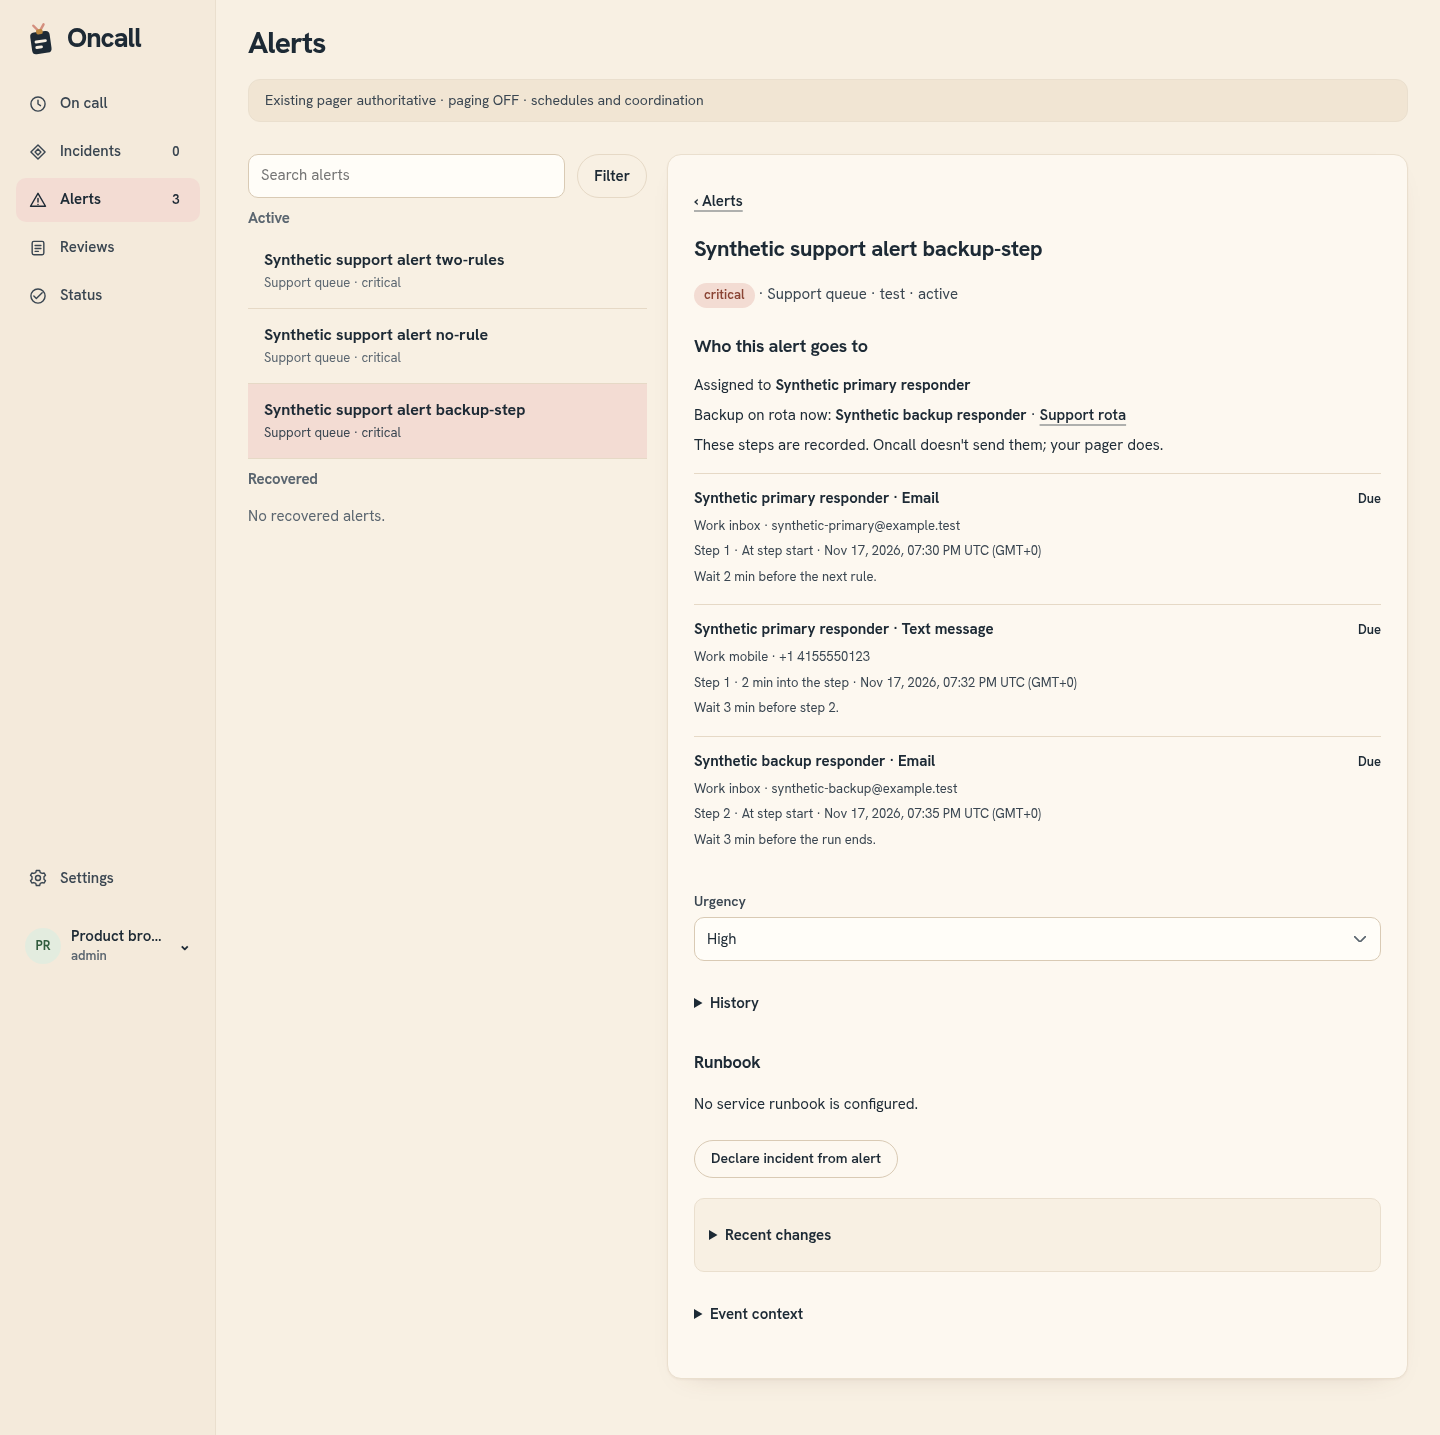 Oncall
On call
Incidents 0
Alerts 3
Reviews
Status
Settings
PR
Product bro...
admin
Alerts
Existing pager authoritative · paging OFF · schedules and coordination
Search alerts
Filter
Active
Synthetic support alert two-rules
Support queue · critical
Synthetic support alert no-rule
Support queue · critical
Synthetic support alert backup-step
Support queue · critical
Recovered
No recovered alerts.
‹ Alerts
Synthetic support alert backup-step
critical · Support queue · test · active
Who this alert goes to
Assigned to Synthetic primary responder
Backup on rota now: Synthetic backup responder · Support rota
These steps are recorded. Oncall doesn't send them; your pager does.
Synthetic primary responder · Email Due
Work inbox · synthetic-primary@example.test
Step 1 · At step start · Nov 17, 2026, 07:30 PM UTC (GMT+0)
Wait 2 min before the next rule.
Synthetic primary responder · Text message Due
Work mobile · +1 4155550123
Step 1 · 2 min into the step · Nov 17, 2026, 07:32 PM UTC (GMT+0)
Wait 3 min before step 2.
Synthetic backup responder · Email Due
Work inbox · synthetic-backup@example.test
Step 2 · At step start · Nov 17, 2026, 07:35 PM UTC (GMT+0)
Wait 3 min before the run ends.
Urgency
High
History
Runbook
No service runbook is configured.
Declare incident from alert
Recent changes
Event context